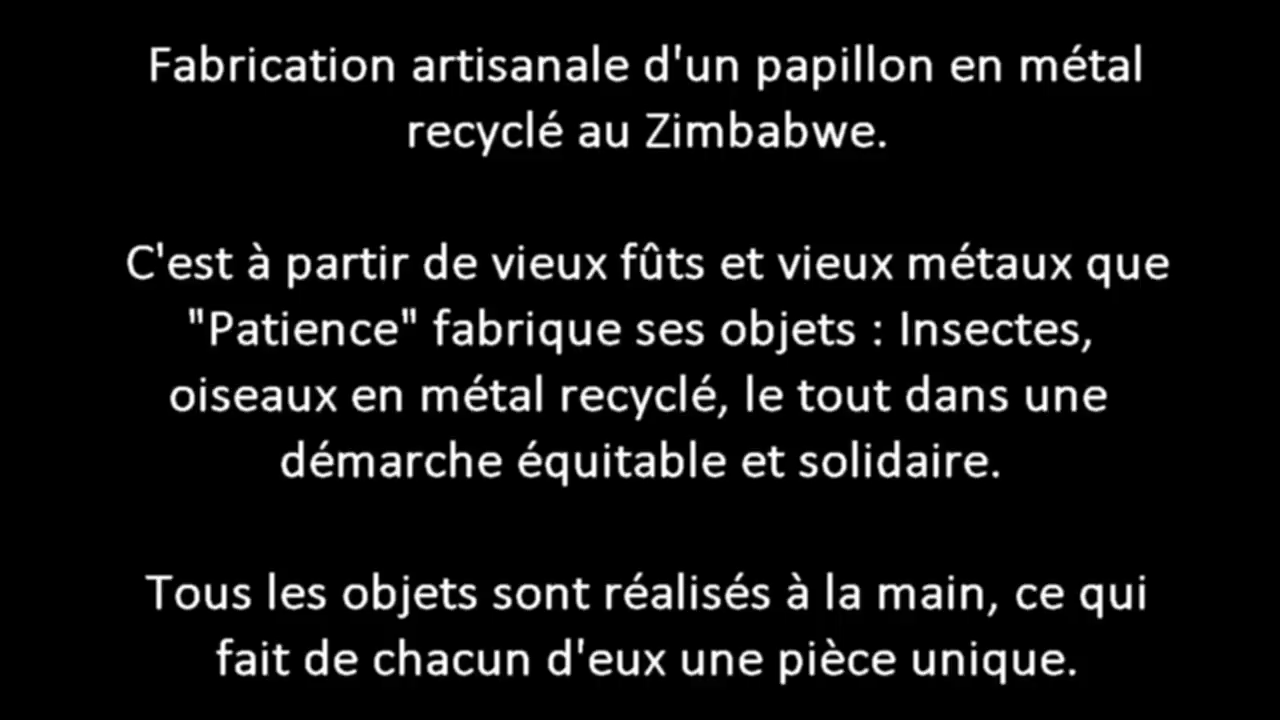 Fabrication artisanale d'un papillon en métal
recyclé au Zimbabwe.
C'est à partir de vieux fûts et vieux métaux que
"Patience" fabrique ses objets : Insectes,
oiseaux en métal recyclé, le tout dans une
démarche équitable et solidaire.
Tous les objets sont réalisés à la main, ce qui
fait de chacun d'eux une pièce unique.